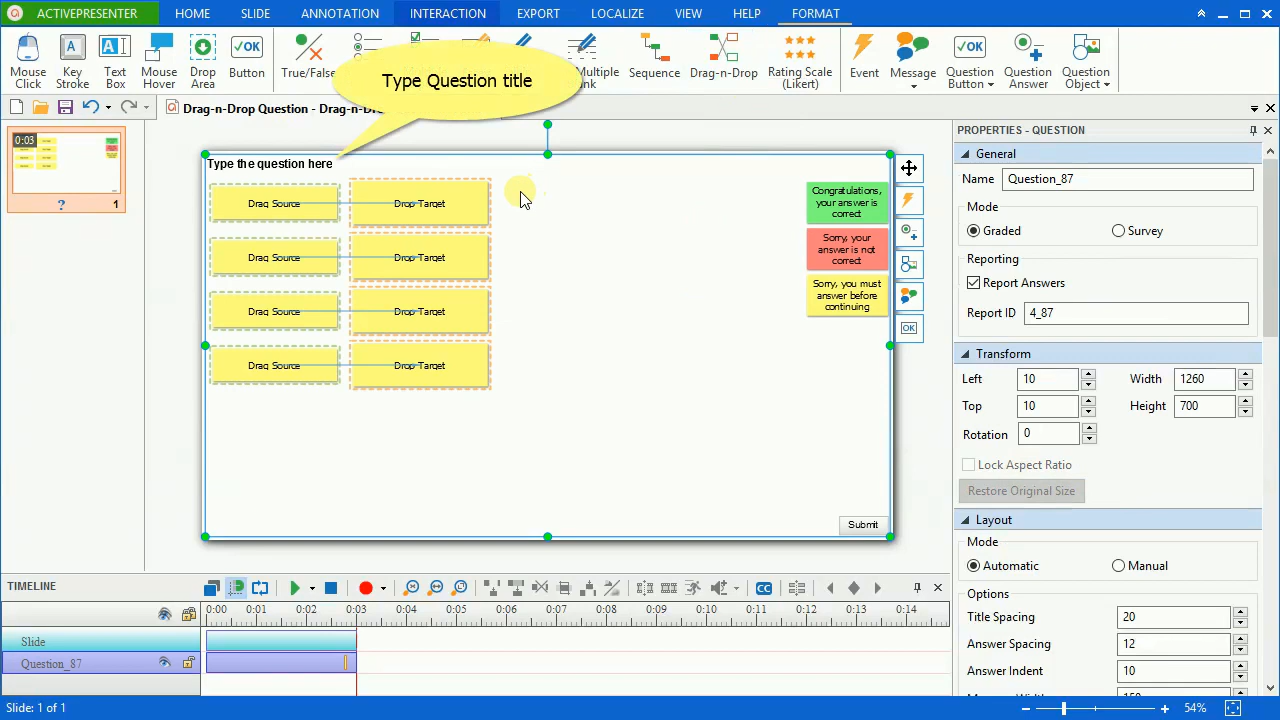 ACTIVEPRESENTER HOME SLIDE ANNOTATION INTERACTION EXPORT LOCALIZE VIEW HELP FORMAT
Mouse Click
Key Stroke
Text Box
Mouse Hover
Drop Area
Button
True/False
Sequence
Drag-n-Drop
Rating Scale (Likert)
Event
Message
Question Button
Question Answer
Question Object
OK
OK
Type Question title
Drag-n-Drop Question - Drag-n-D
0:03
? 1
Type the question here
Drag Source Drop Target
Drag Source Drop Target
Drag Source Drop Target
Drag Source Drop Target
Congratulations,
your answer is
correct
Sorry, your
answer is not
correct
Sorry, you must
answer before
continuing
OK
Submit
PROPERTIES - QUESTION
General
Name Question_87
Mode
Graded Survey
Reporting
Report Answers
Report ID 4_87
Transform
Left 10 Width 1260
Top 10 Height 700
Rotation 0
Lock Aspect Ratio
Restore Original Size
Layout
Mode
Automatic Manual
Options
Title Spacing 20
Answer Spacing 12
Answer Indent 10
TIMELINE
CC
0:00 0:01 0:02 0:03 0:04 0:05 0:06 0:07 0:08 0:09 0:10 0:11 0:12 0:13 0:14
Slide
Question_87
Slide: 1 of 1
54%